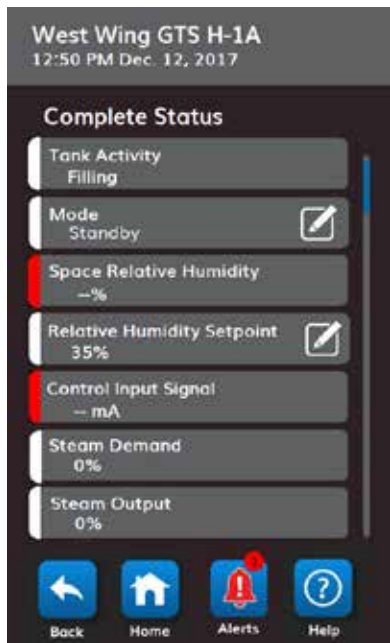 West Wing GTS H-1A
12:50 PM Dec. 12, 2017
Complete Status
Tank Activity
Filling
Mode
Standby
Space Relative Humidity
--%
Relative Humidity Setpoint
35%
Control Input Signal
-- mA
Steam Demand
0%
Steam Output
0%
Back Home Alerts Help